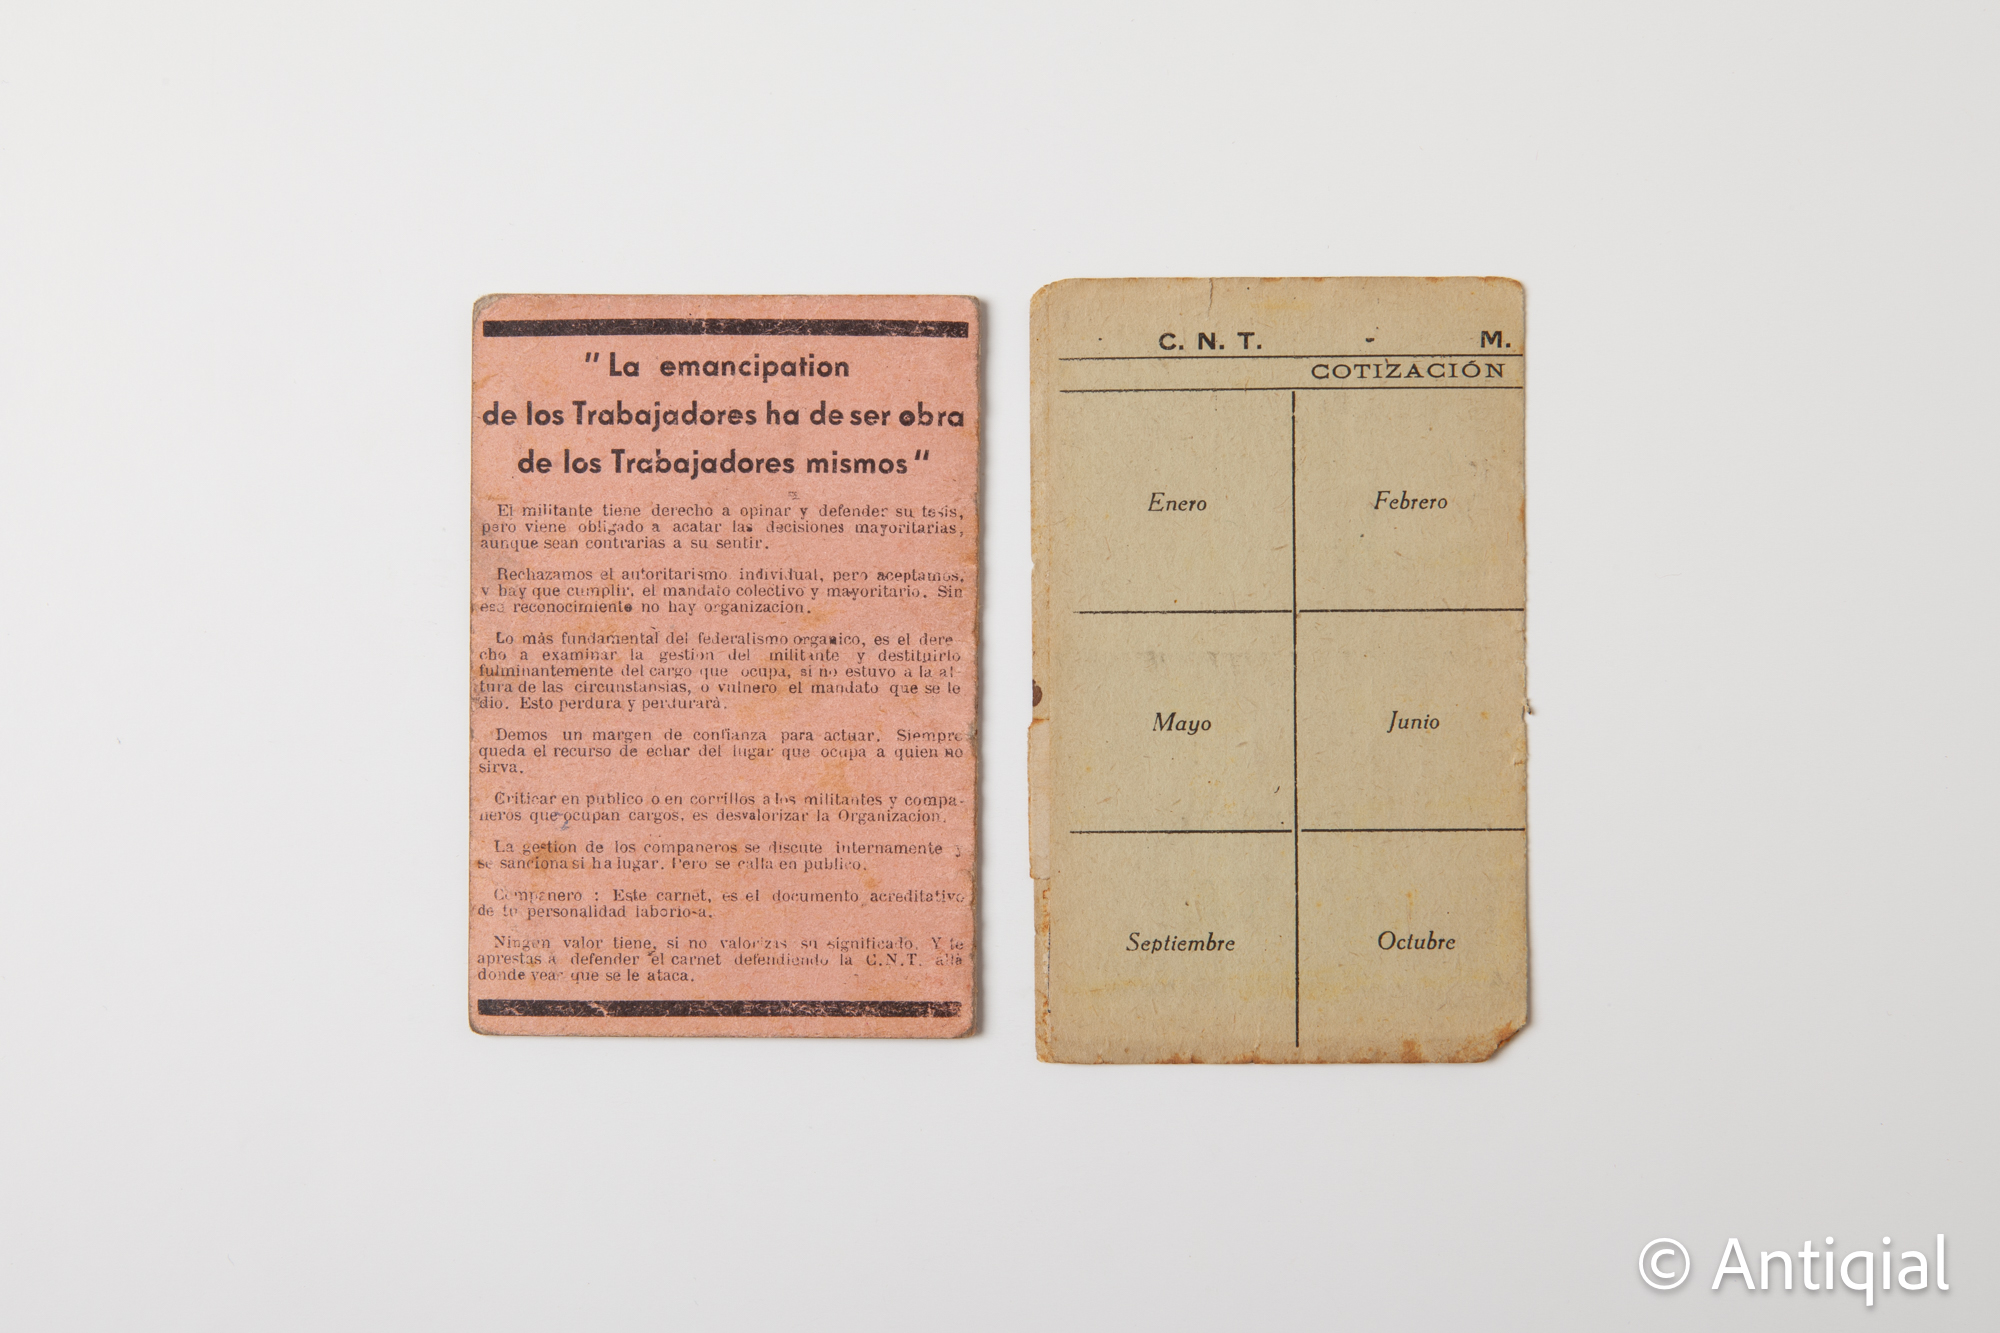 " La emancipation
de los Trabajadores ha de ser obra
de los Trabajadores mismos "
El militante tiene derecho a opinar y defender su tesis,
pero viene obligado a acatar las decisiones mayoritarias,
aunque sean contrarias a su sentir.
Rechazamos el autoritarismo individual, pero aceptamos,
y hay que cumplir, el mandato colectivo y mayoritario. Sin
ese reconocimiento no hay organizacion.
Lo más fundamental del federalismo organico, es el dere-
cho a examinar la gestion del militante y destituirlo
fulminantemente del cargo que ocupa, si no estuvo a la al-
tura de las circunstansias, o vulnero el mandato que se le
dio. Esto perdura y perdurará.
Demos un margen de confianza para actuar. Siempre
queda el recurso de echar del lugar que ocupa a quien no
sirva.
Criticar en publico o en corrillos a los militantes y compa-
neros que ocupan cargos, es desvalorizar la Organizacion.
La gestion de los companeros se discute internamente y
se sanciona si ha lugar. Pero se calla en publico.
Companero : Este carnet, es el documento acreditativo
de tu personalidad laboriosa.
Ningen valor tiene, si no valorizas su significado. Y te
aprestas a defender el carnet defendiendo la C.N.T. allá
donde veas que se le ataca.
C. N. T. - M.
COTIZACIÓN
Enero Febrero
Mayo Junio
Septiembre Octubre
© Antiqial